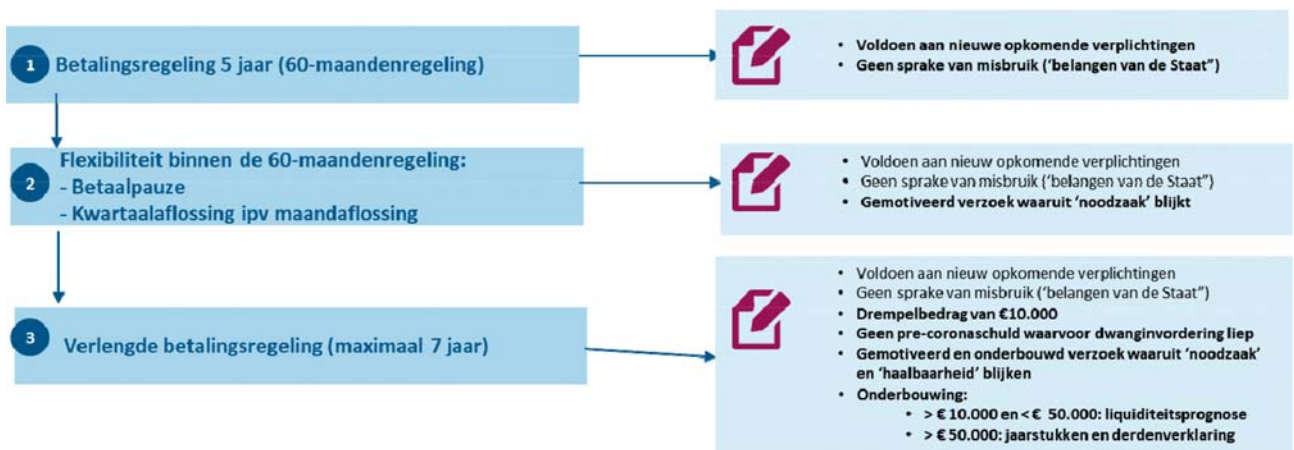 1 Betalingsregeling 5 jaar (60-maandenregeling)
• Voldoen aan nieuwe opkomende verplichtingen
• Geen sprake van misbruik (‘belangen van de Staat”)
2 Flexibiliteit binnen de 60-maandenregeling:
- Betaalpauze
- Kwartaalaflossing ipv maandaflossing
• Voldoen aan nieuw opkomende verplichtingen
• Geen sprake van misbruik (‘belangen van de Staat”)
• Gemotiveerd verzoek waaruit ‘noodzaak’ blijkt
3 Verlengde betalingsregeling (maximaal 7 jaar)
• Voldoen aan nieuw opkomende verplichtingen
• Geen sprake van misbruik (‘belangen van de Staat”)
• Drempelbedrag van €10.000
• Geen pre-coronaschuld waarvoor dwanginvordering liep
• Gemotiveerd en onderbouwd verzoek waaruit ‘noodzaak’
en ‘haalbaarheid’ blijken
• Onderbouwing:
• > € 10.000 en < € 50.000: liquiditeitsprognose
• > € 50.000: jaarstukken en derdenverklaring